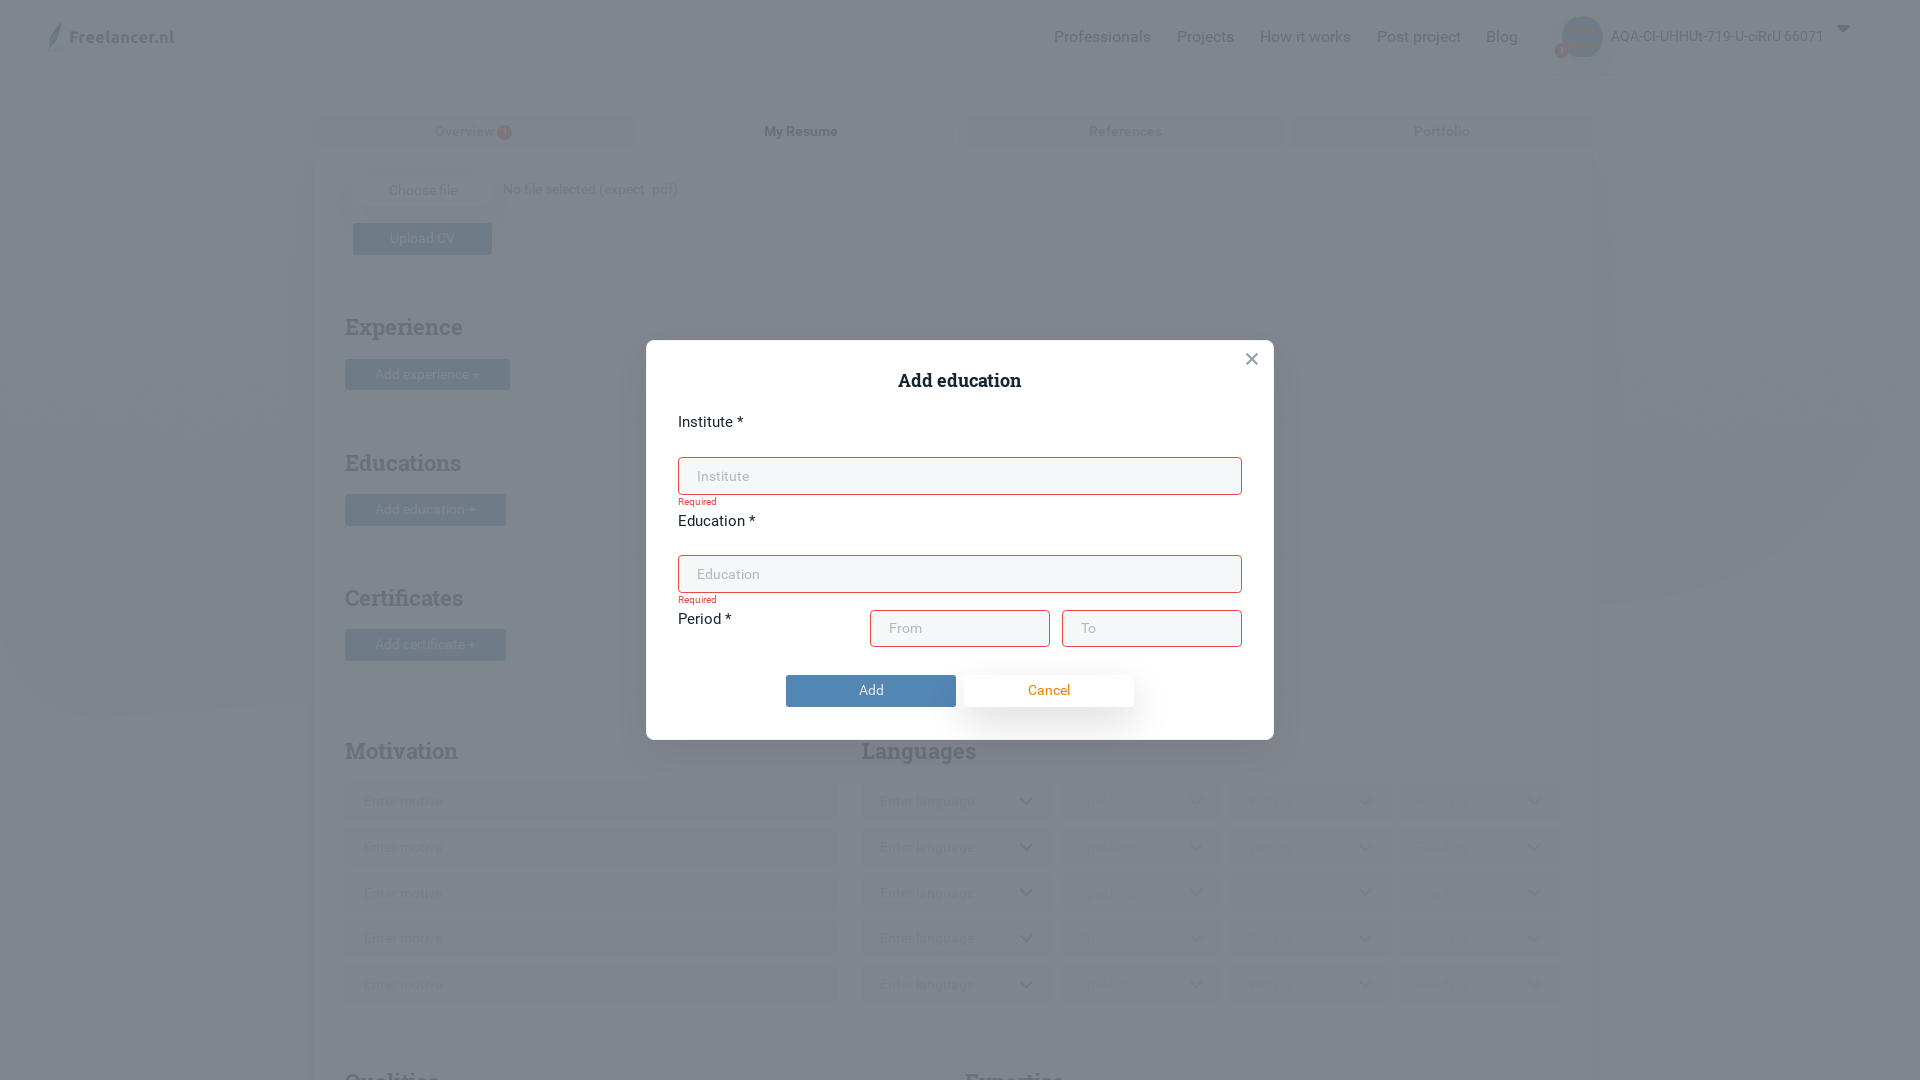 Freelancer.nl
Professionals
Projects
How it works
Post project
Blog
1
AQA-CI-UHHUt-719-U-ciRrU 66071
Overview 1
My Resume
References
Portfolio
Choose file
No file selected (expect .pdf)
Upload CV
Experience
Add experience +
Educations
Add education +
Certificates
Add certificate +
Add education
Institute *
Institute
Required
Education *
Education
Required
Period *
From
To
Add
Cancel
Motivation
Languages
Enter motive
Enter language
Enter motive
Enter language
Enter motive
Enter language
Enter motive
Enter language
Enter motive
Enter language